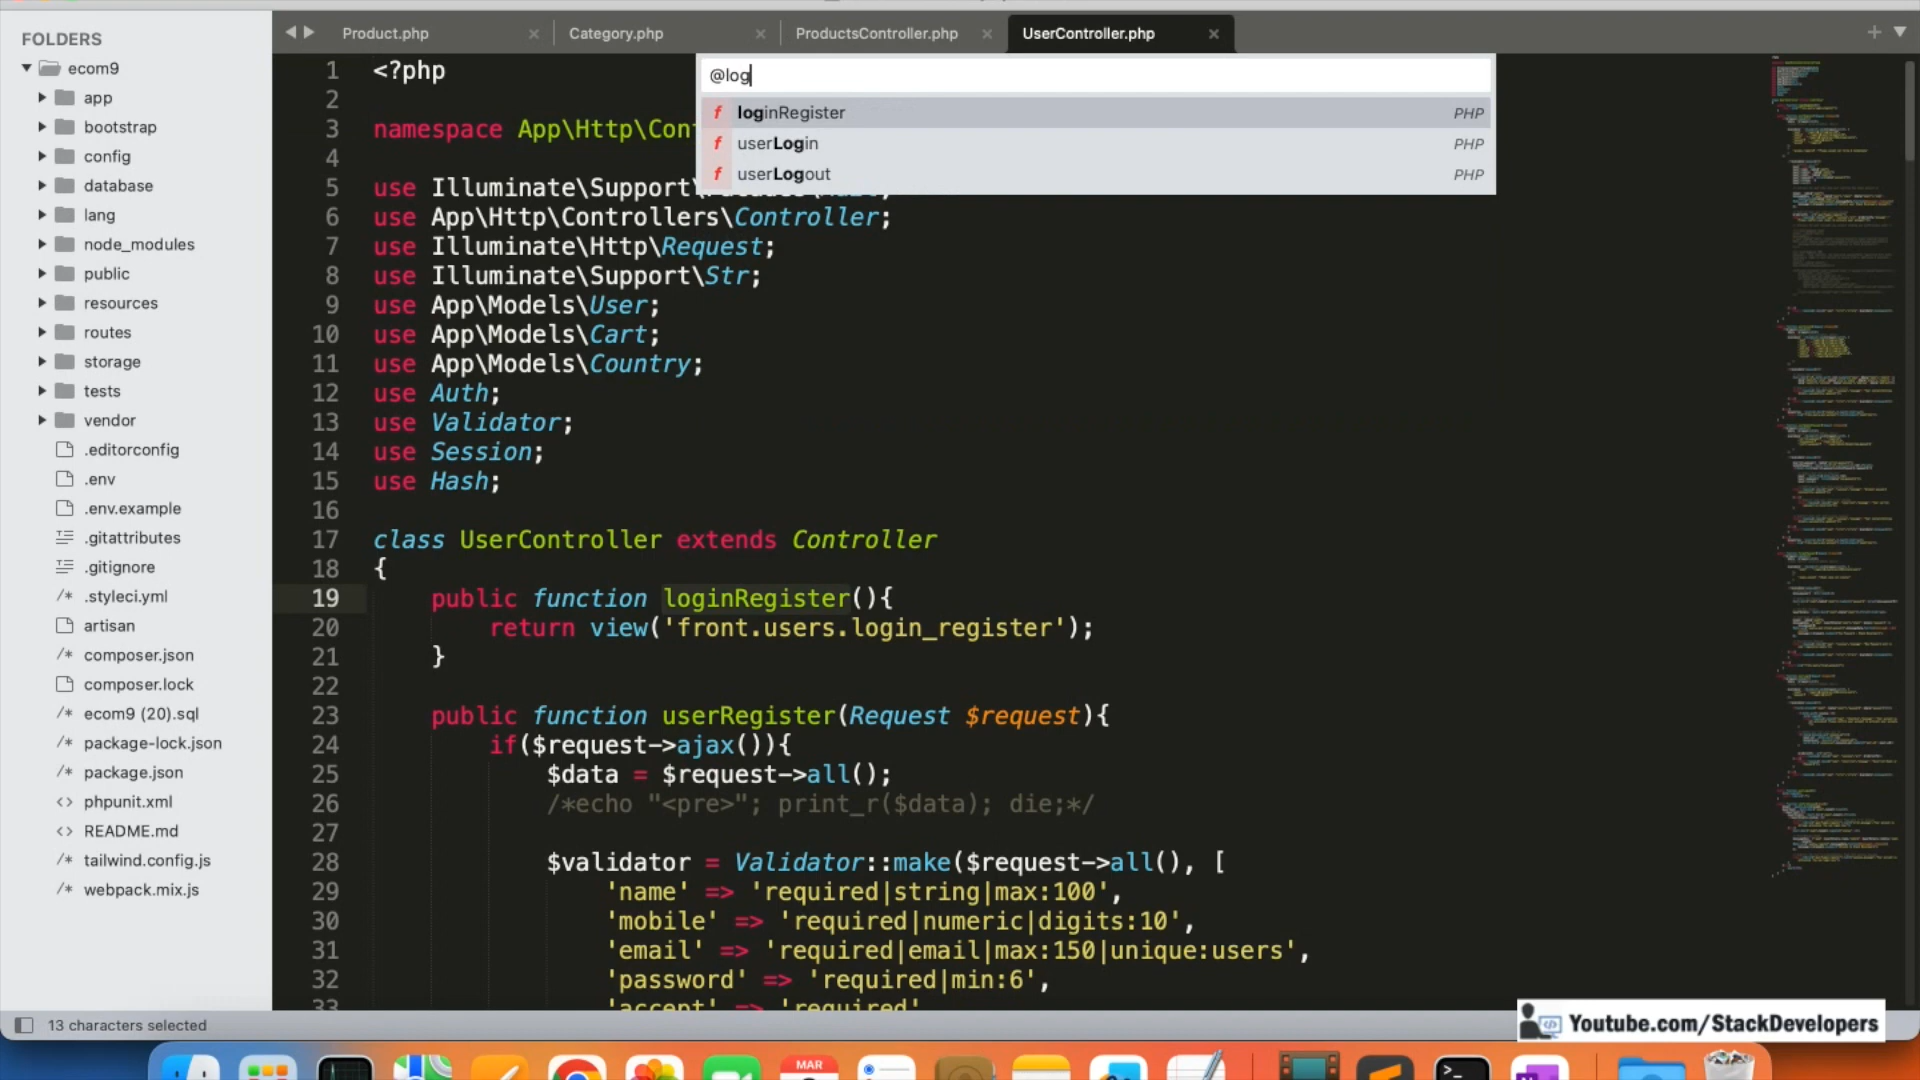 FOLDERS
ecom9
app
bootstrap
config
database
lang
node_modules
public
resources
routes
storage
tests
vendor
.editorconfig
.env
.env.example
.gitattributes
.gitignore
/* .styleci.yml
artisan
/* composer.json
composer.lock
/* ecom9 (20).sql
/* package-lock.json
/* package.json
<> phpunit.xml
<> README.md
/* tailwind.config.js
/* webpack.mix.js
Product.php ×
Category.php ×
ProductsController.php ×
UserController.php ×
@log
f loginRegister PHP
f userLogin PHP
f userLogout PHP
1 <?php
2
3 namespace App\Http\Con
4
5 use Illuminate\Support\
6 use App\Http\Controllers\Controller;
7 use Illuminate\Http\Request;
8 use Illuminate\Support\Str;
9 use App\Models\User;
10 use App\Models\Cart;
11 use App\Models\Country;
12 use Auth;
13 use Validator;
14 use Session;
15 use Hash;
16
17 class UserController extends Controller
18 {
19 public function loginRegister(){
20 return view('front.users.login_register');
21 }
22
23 public function userRegister(Request $request){
24 if($request->ajax()){
25 $data = $request->all();
26 /*echo "<pre>"; print_r($data); die;*/
27
28 $validator = Validator::make($request->all(), [
29 'name' => 'required|string|max:100',
30 'mobile' => 'required|numeric|digits:10',
31 'email' => 'required|email|max:150|unique:users',
32 'password' => 'required|min:6',
33 'accept' => 'required'
13 characters selected
Youtube.com/StackDevelopers
MAR